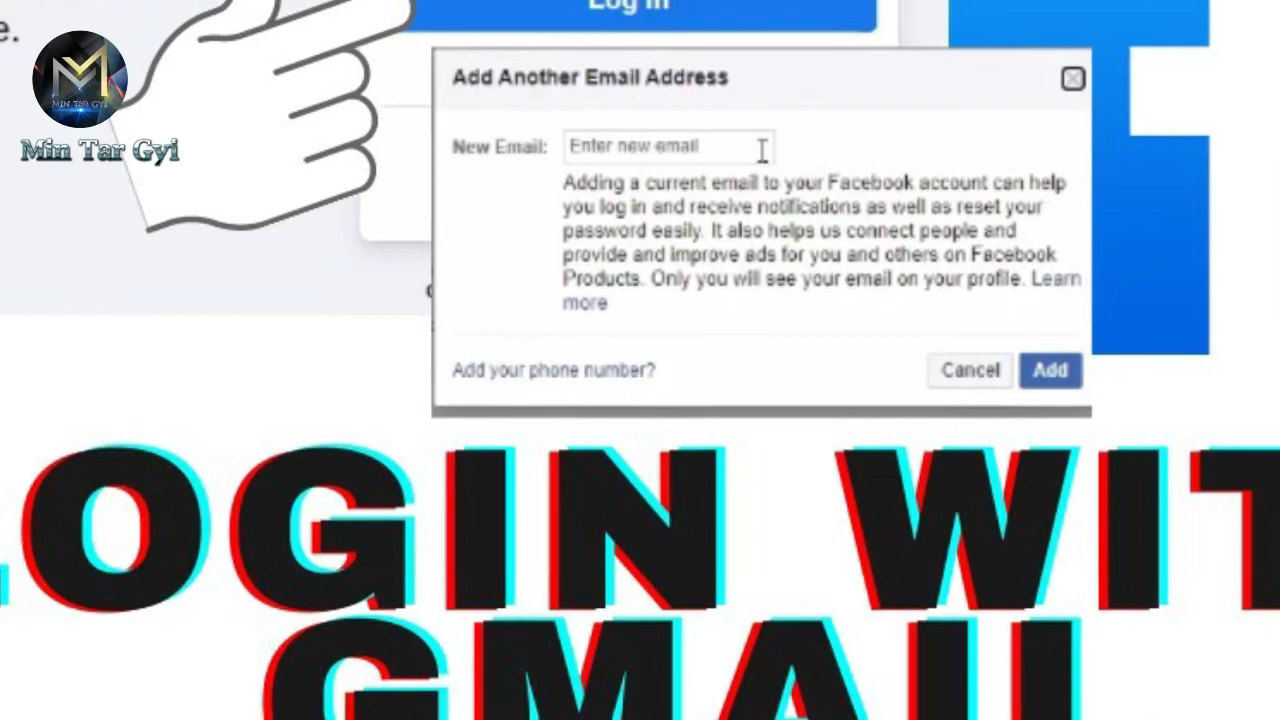 Log In
e.
MIN TAR GYI
Min Tar Gyi
Add Another Email Address
New Email: Enter new email
Adding a current email to your Facebook account can help
you log in and receive notifications as well as reset your
password easily. It also helps us connect people and
provide and improve ads for you and others on Facebook
Products. Only you will see your email on your profile. Learn
more
Add your phone number?
Cancel Add
LOGIN WIT
GMAIL